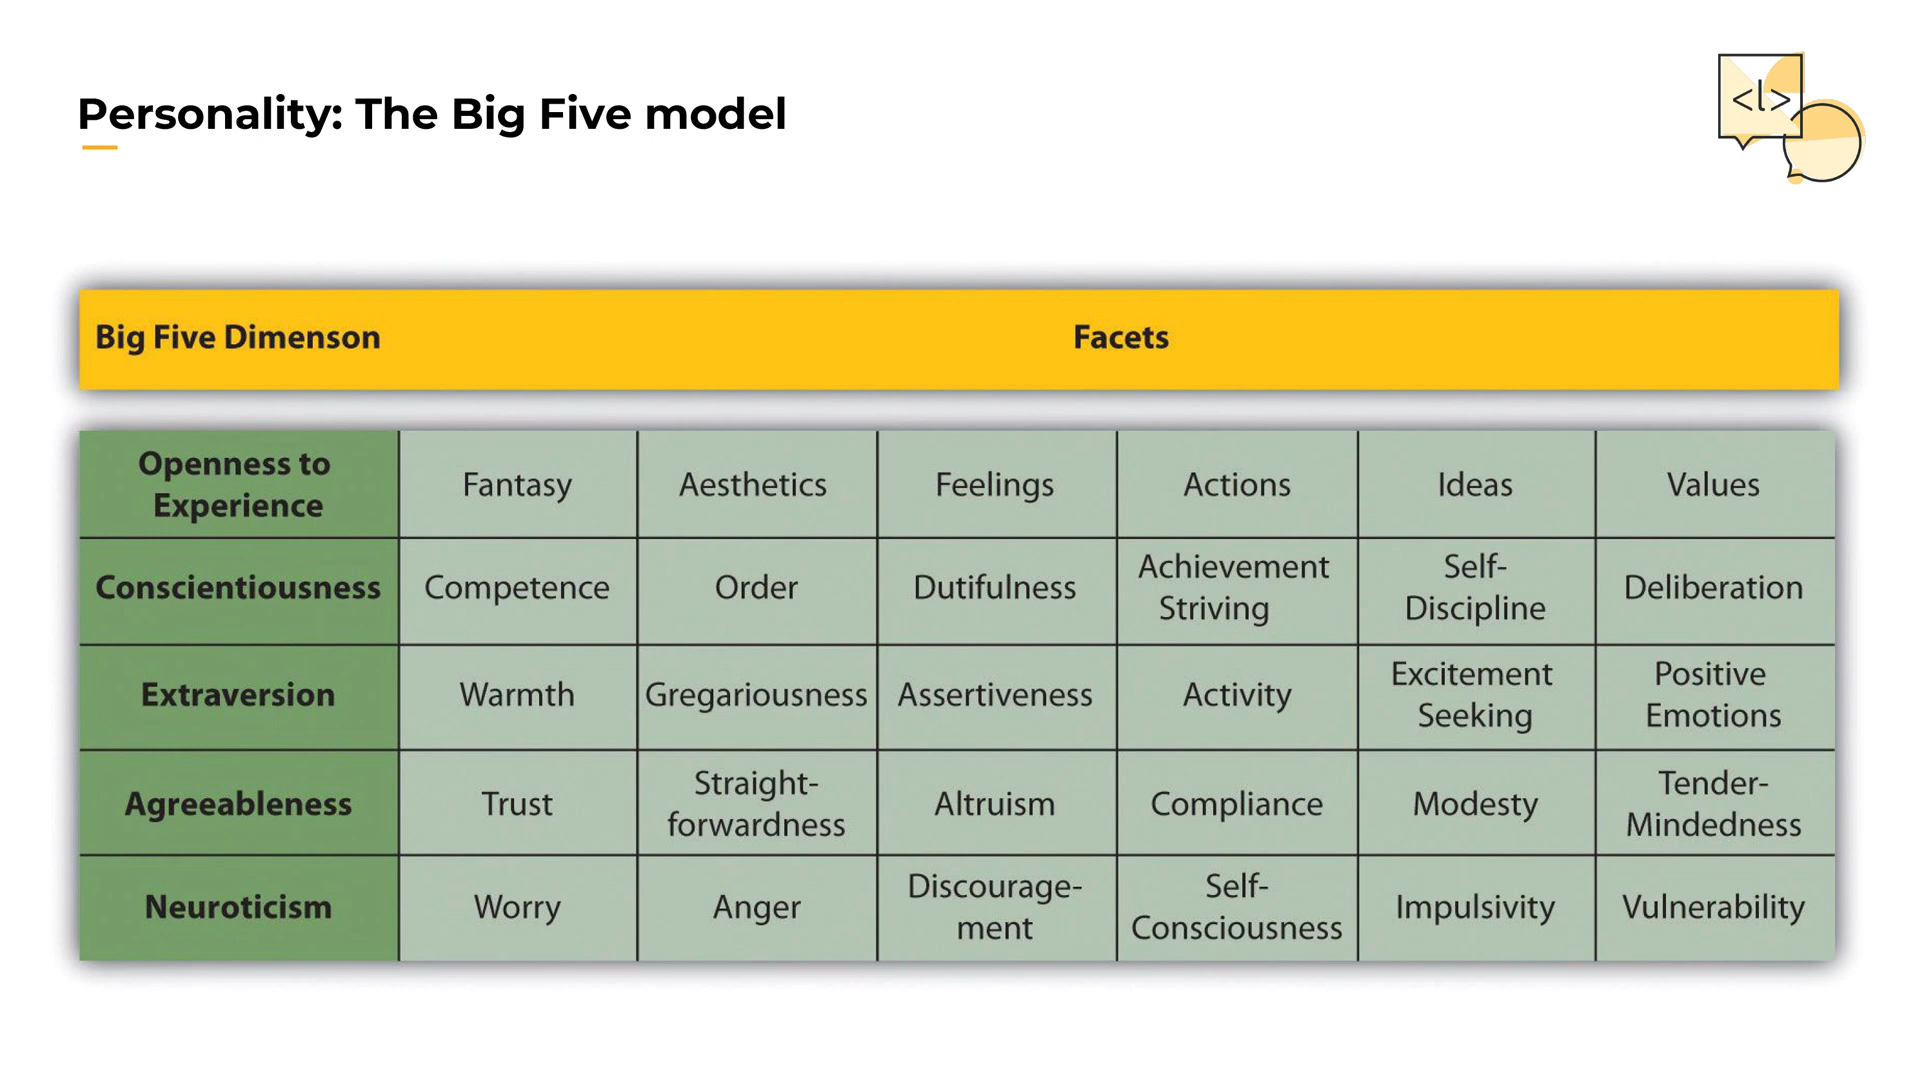 Personality: The Big Five model
<|>
Big Five Dimenson Facets
Openness to
Experience
Fantasy
Aesthetics
Feelings
Actions
Ideas
Values
Conscientiousness
Competence
Order
Dutifulness
Achievement
Striving
Self-
Discipline
Deliberation
Extraversion
Warmth
Gregariousness
Assertiveness
Activity
Excitement
Seeking
Positive
Emotions
Agreeableness
Trust
Straight-
forwardness
Altruism
Compliance
Modesty
Tender-
Mindedness
Neuroticism
Worry
Anger
Discourage-
ment
Self-
Consciousness
Impulsivity
Vulnerability